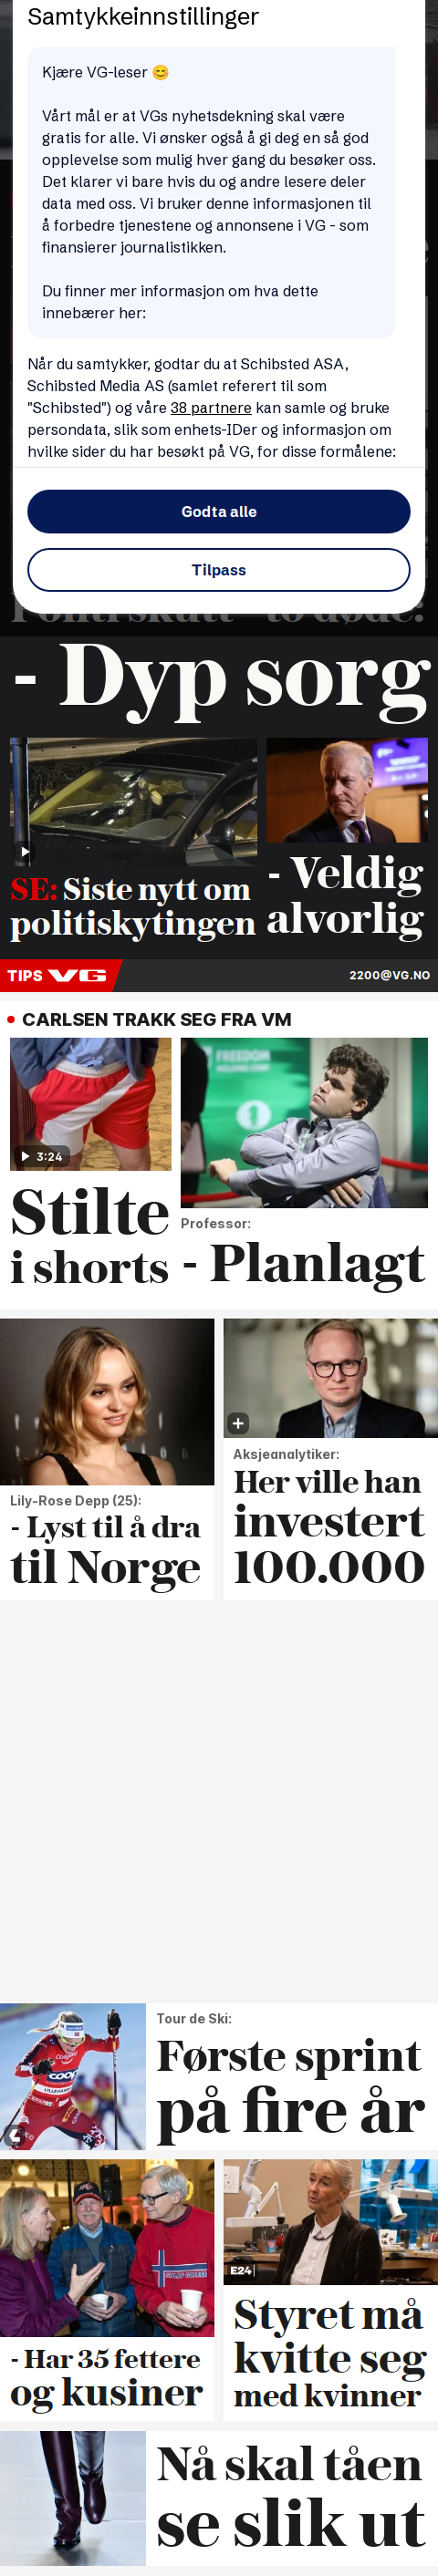 Samtykkeinnstillinger
Kjære VG-leser 😊
Vårt mål er at VGs nyhetsdekning skal være
gratis for alle. Vi ønsker også å gi deg en så god
opplevelse som mulig hver gang du besøker oss.
Det klarer vi bare hvis du og andre lesere deler
data med oss. Vi bruker denne informasjonen til
å forbedre tjenestene og annonsene i VG - som
finansierer journalistikken.
Du finner mer informasjon om hva dette
innebærer her:
Når du samtykker, godtar du at Schibsted ASA,
Schibsted Media AS (samlet referert til som
"Schibsted") og våre 38 partnere kan samle og bruke
persondata, slik som enhets-IDer og informasjon om
hvilke sider du har besøkt på VG, for disse formålene:
Godta alle
Tilpass
- to døde:
- Dyp sorg
SE: Siste nytt om
politiskytingen
- Veldig
alvorlig
TIPS VG
2200@VG.NO
CARLSEN TRAKK SEG FRA VM
3:24
Stilte
i shorts
FREEDOM
Professor:
- Planlagt
Lily-Rose Depp (25):
- Lyst til å dra
til Norge
Aksjeanalytiker:
Her ville han
investert
100.000
coop
LILLEHAMMER
Tour de Ski:
Første sprint
på fire år
- Har 35 fettere
og kusiner
E24
Styret må
kvitte seg
med kvinner
Nå skal tåen
se slik ut